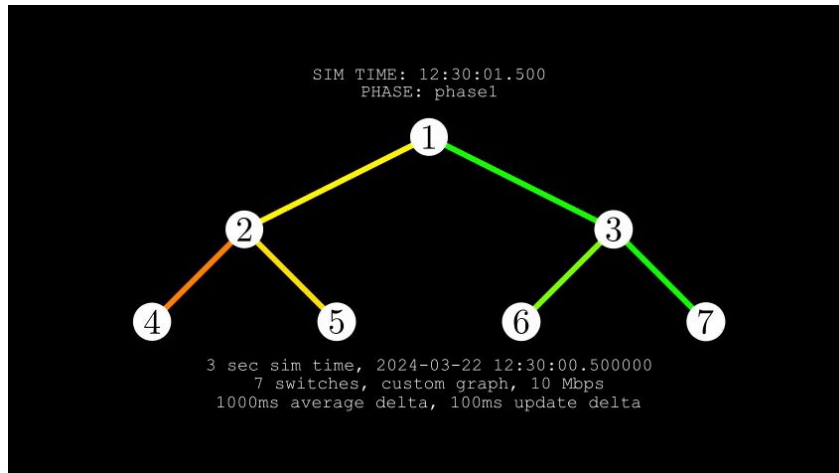 SIM TIME: 12:30:01.500
PHASE: phase1
1
2
3
4
5
6
7
3 sec sim time, 2024-03-22 12:30:00.500000
7 switches, custom graph, 10 Mbps
1000ms average delta, 100ms update delta